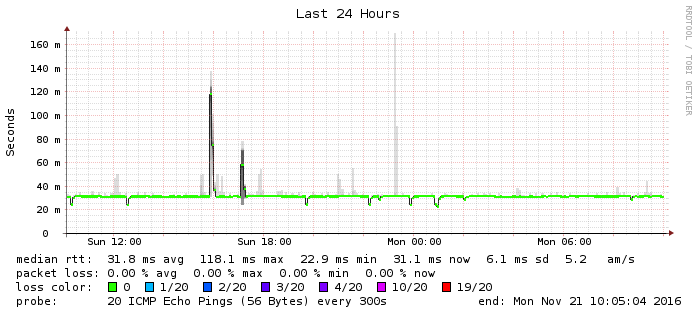 Last 24 Hours
RRDTOOL / TOBI OETIKER
Seconds
160 m
140 m
120 m
100 m
80 m
60 m
40 m
20 m
0
Sun 12:00 Sun 18:00 Mon 00:00 Mon 06:00
median rtt: 31.8 ms avg 118.1 ms max 22.9 ms min 31.1 ms now 6.1 ms sd 5.2 am/s
packet loss: 0.00 % avg 0.00 % max 0.00 % min 0.00 % now
loss color: 0 1/20 2/20 3/20 4/20 10/20 19/20
probe: 20 ICMP Echo Pings (56 Bytes) every 300s end: Mon Nov 21 10:05:04 2016